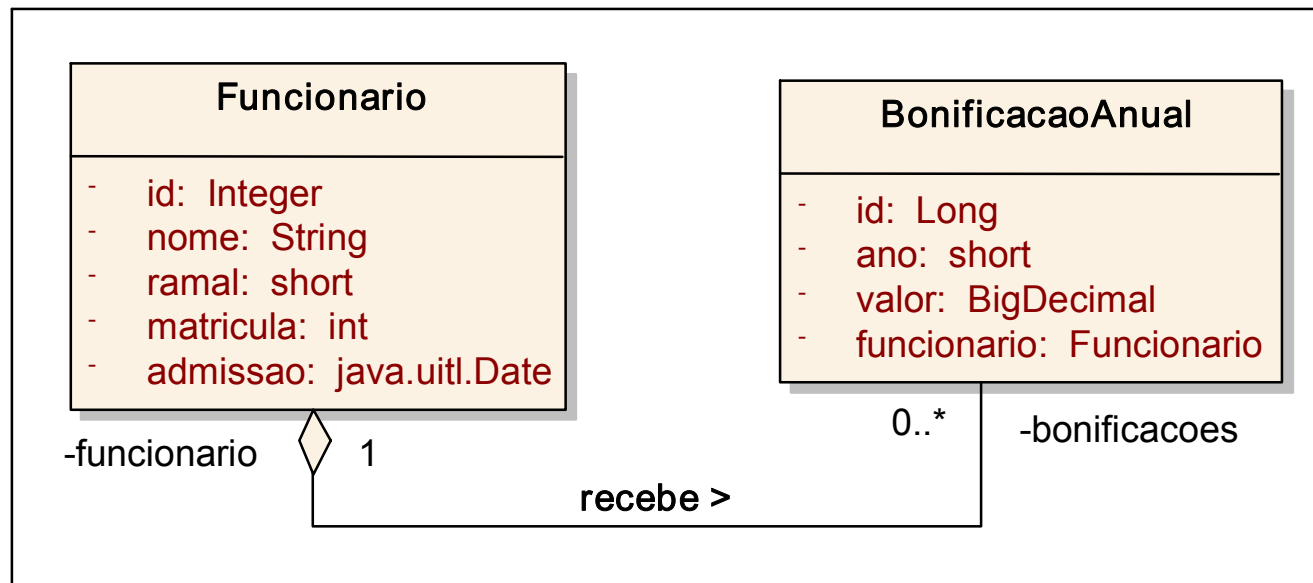 Funcionario
- id: Integer
- nome: String
- ramal: short
- matricula: int
- admissao: java.uitl.Date
BonificacaoAnual
- id: Long
- ano: short
- valor: BigDecimal
- funcionario: Funcionario
-funcionario
1
0..*
-bonificacoes
recebe >